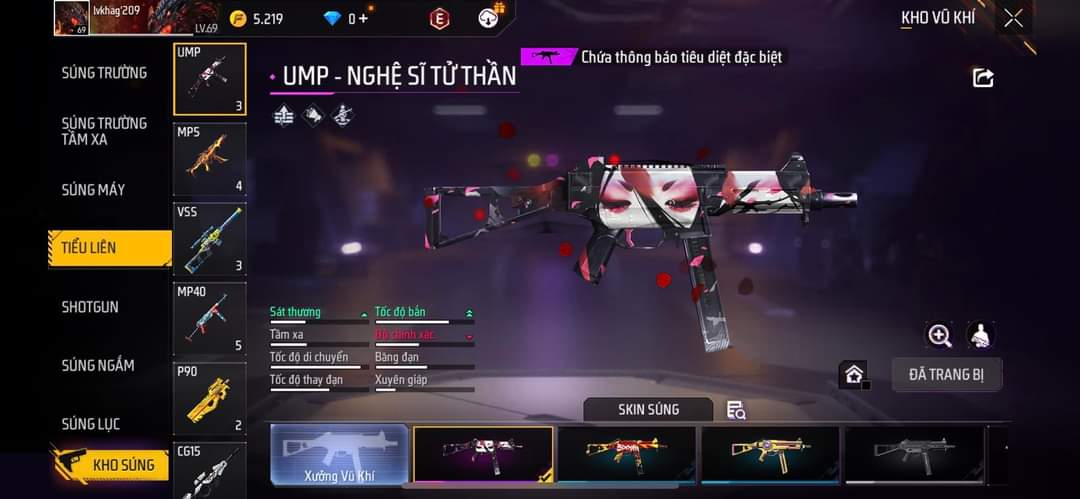 lvkhag'209
69
LV.69
5.219
0 +
E
KHO VŨ KHÍ
SÚNG TRƯỜNG
SÚNG TRƯỜNG
TẦM XA
SÚNG MÁY
TIỂU LIÊN
SHOTGUN
SÚNG NGẮM
SÚNG LỤC
KHO SÚNG
UMP
3
MP5
4
VSS
3
MP40
5
P90
2
CG15
UMP - NGHỆ SĨ TỬ THẦN
Chứa thông báo tiêu diệt đặc biệt
Sát thương
Tốc độ bắn
Tầm xa
Độ chính xác
Tốc độ di chuyển
Băng đạn
Tốc độ thay đạn
Xuyên giáp
ĐÃ TRANG BỊ
SKIN SÚNG
Xưởng Vũ Khí